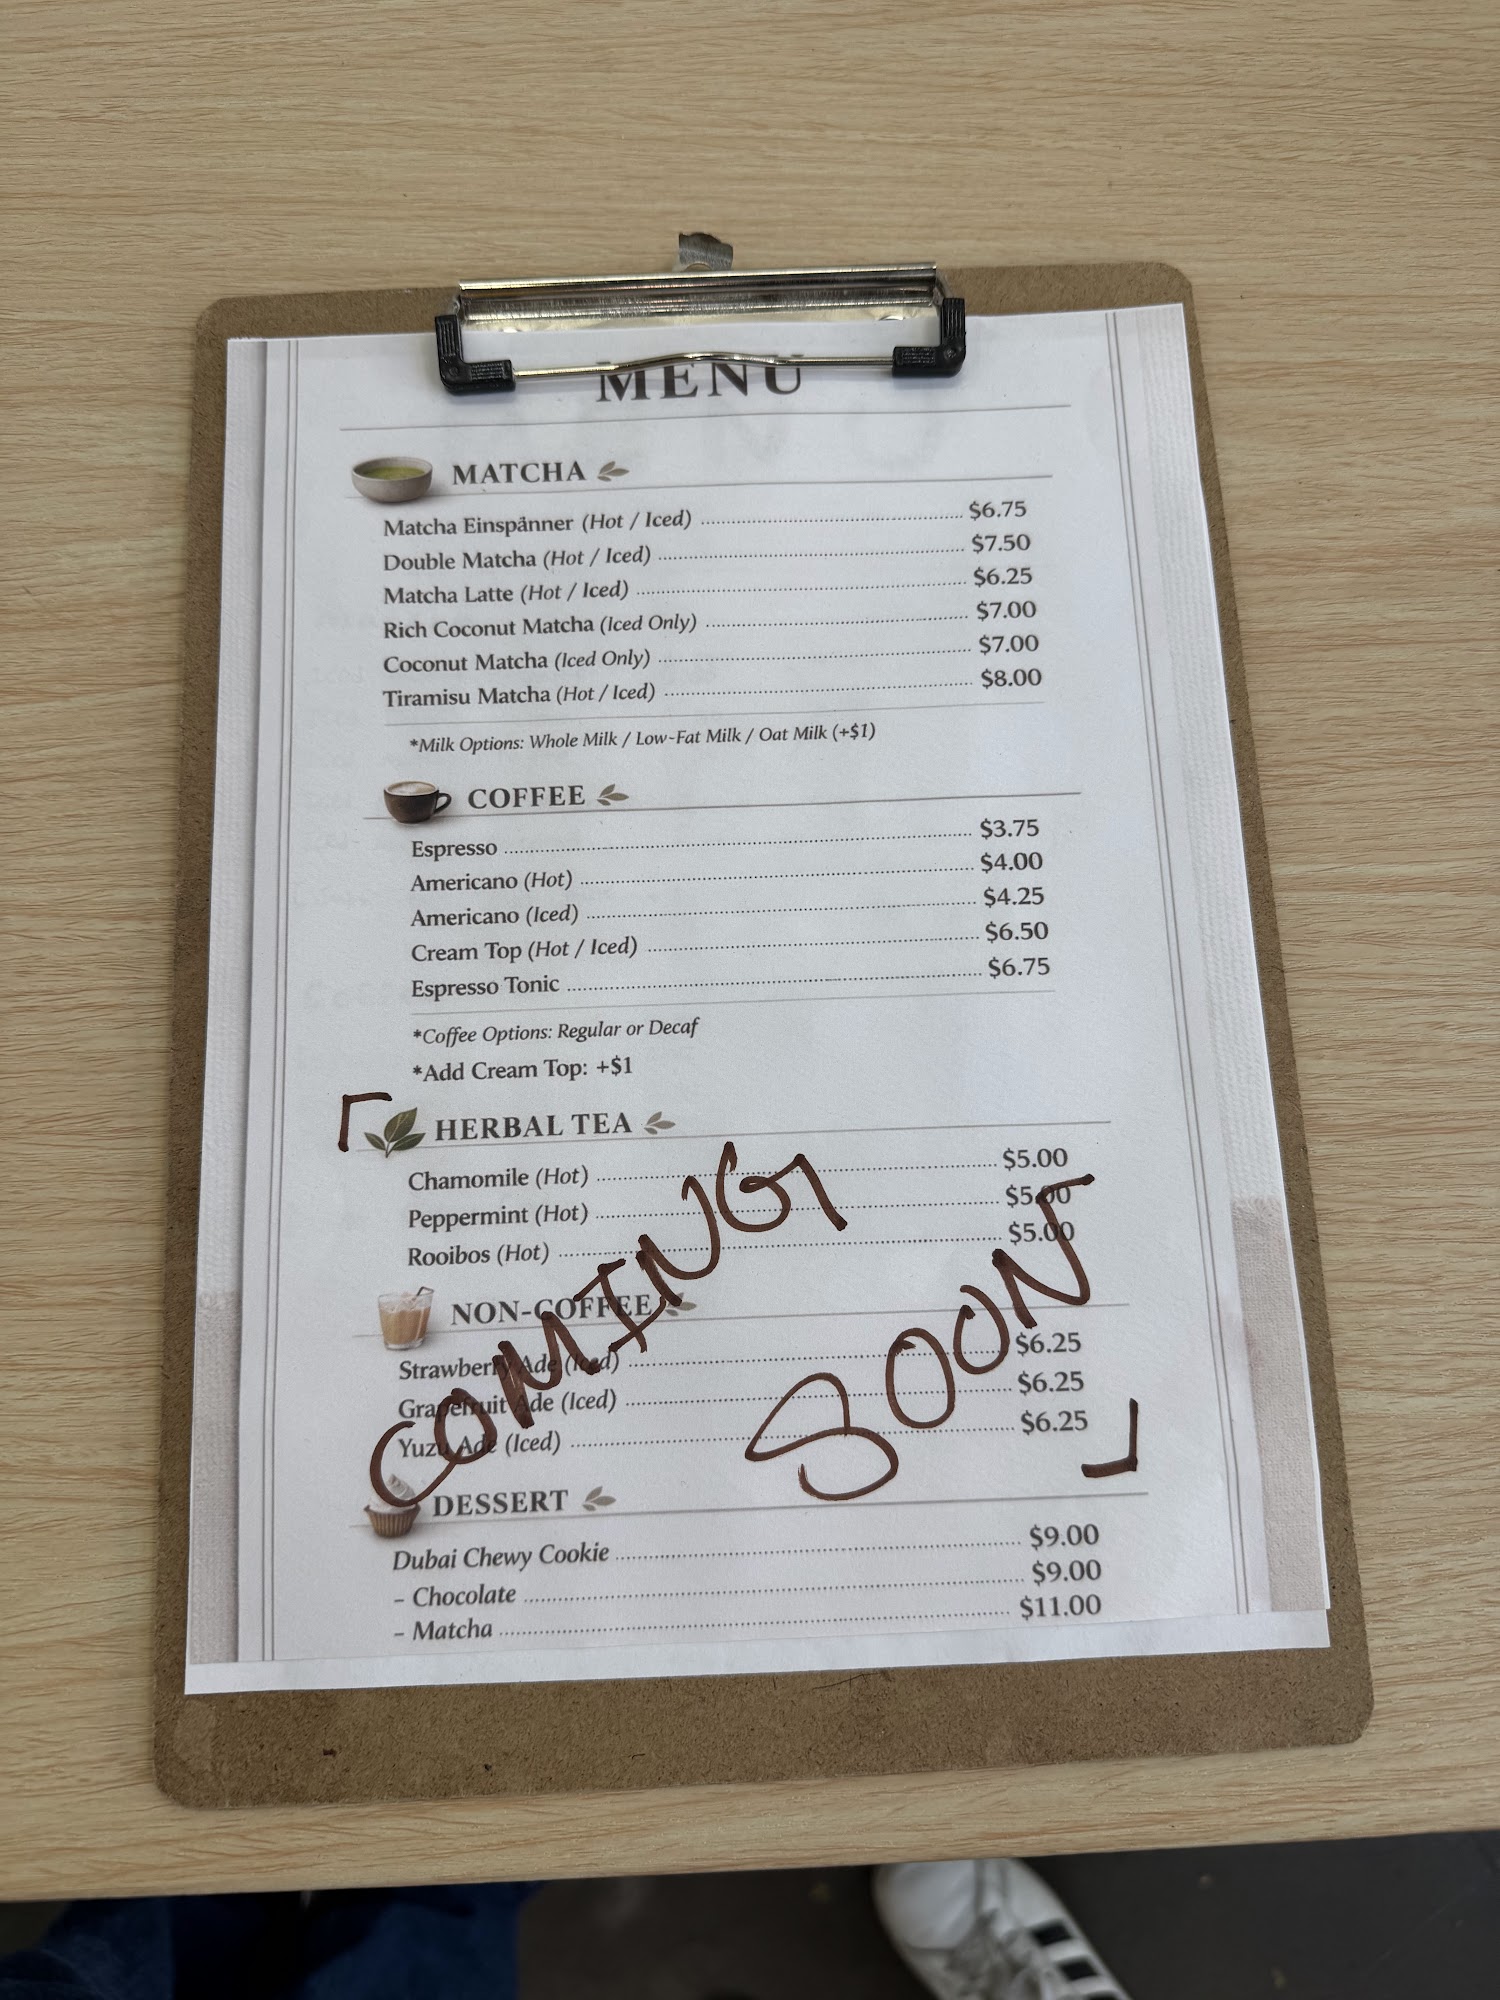 MENU
MATCHA
Matcha Einspänner (Hot / Iced) $6.75
Double Matcha (Hot / Iced) $7.50
Matcha Latte (Hot / Iced) $6.25
Rich Coconut Matcha (Iced Only) $7.00
Coconut Matcha (Iced Only) $7.00
Tiramisu Matcha (Hot / Iced) $8.00
*Milk Options: Whole Milk / Low-Fat Milk / Oat Milk (+$1)
COFFEE
Espresso $3.75
Americano (Hot) $4.00
Americano (Iced) $4.25
Cream Top (Hot / Iced) $6.50
Espresso Tonic $6.75
*Coffee Options: Regular or Decaf
*Add Cream Top: +$1
HERBAL TEA
Chamomile (Hot) $5.00
Peppermint (Hot) $5.00
Rooibos (Hot) $5.00
NON-COFFEE
Strawberry Ade (Iced) $6.25
Grapefruit Ade (Iced) $6.25
Yuzu Ade (Iced) $6.25
COMING SOON
DESSERT
Dubai Chewy Cookie $9.00
– Chocolate $9.00
– Matcha $11.00